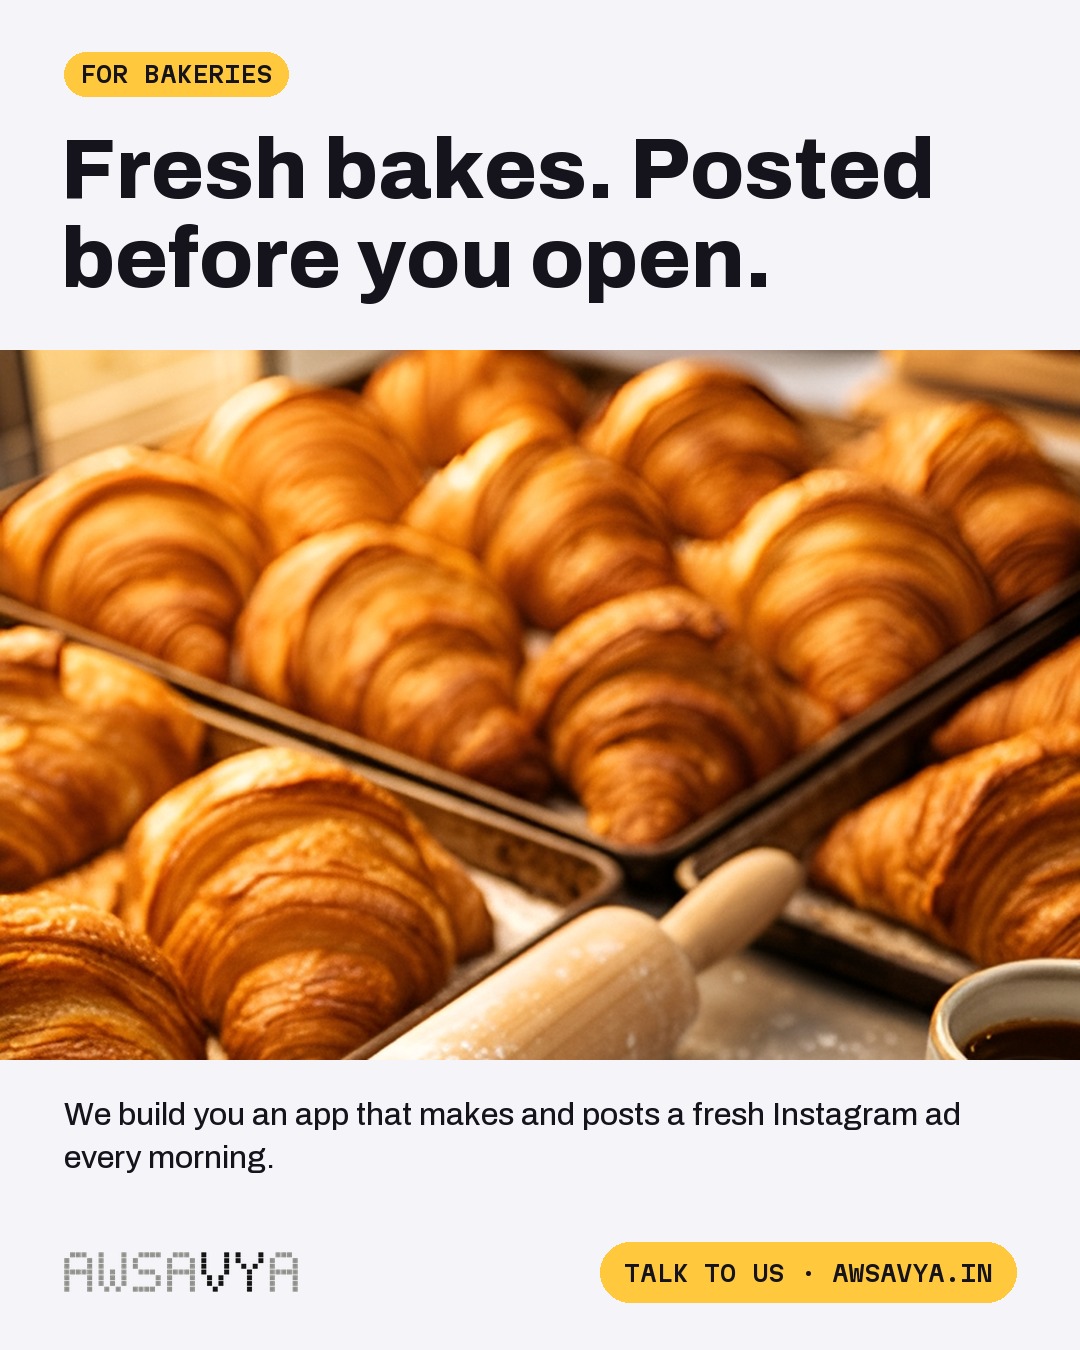 FOR BAKERIES
Fresh bakes. Posted
before you open.
We build you an app that makes and posts a fresh Instagram ad
every morning.
AWSAVYA
TALK TO US · AWSAVYA.IN